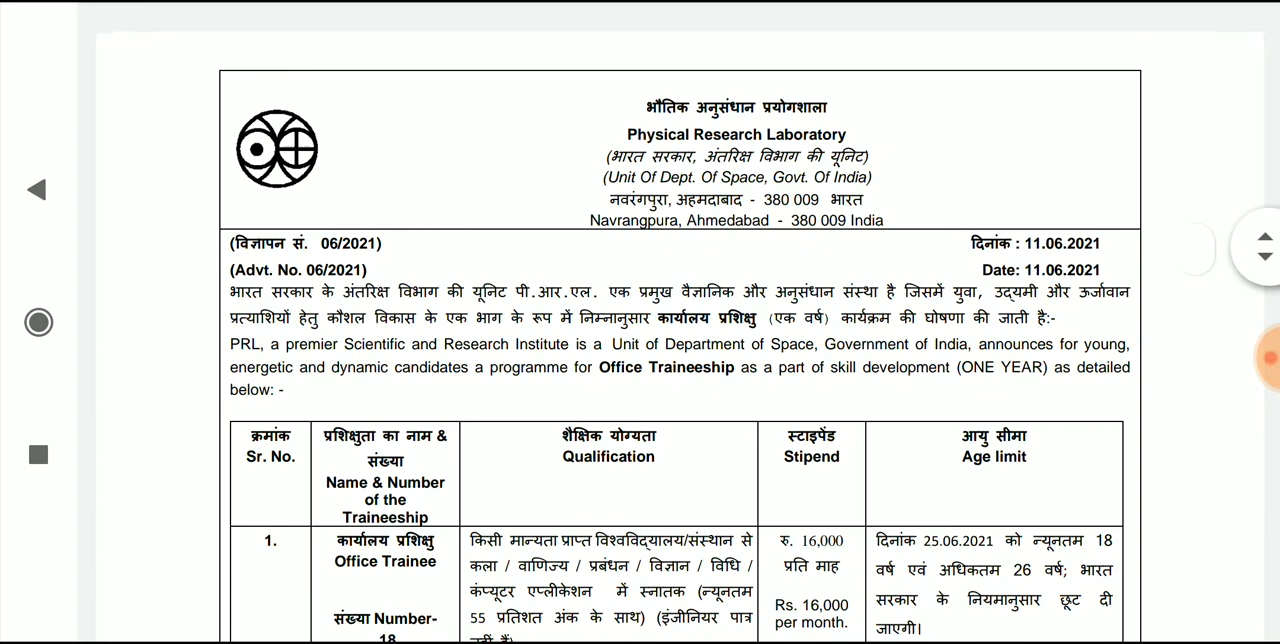 भौतिक अनुसंधान प्रयोगशाला
Physical Research Laboratory
(भारत सरकार, अंतरिक्ष विभाग की यूनिट)
(Unit Of Dept. Of Space, Govt. Of India)
नवरंगपुरा, अहमदाबाद - 380 009 भारत
Navrangpura, Ahmedabad - 380 009 India
(विज्ञापन सं. 06/2021)
दिनांक : 11.06.2021
(Advt. No. 06/2021)
Date: 11.06.2021
भारत सरकार के अंतरिक्ष विभाग की यूनिट पी.आर.एल. एक प्रमुख वैज्ञानिक और अनुसंधान संस्था है जिसमें युवा, उद्यमी और ऊर्जावान
प्रत्याशियों हेतु कौशल विकास के एक भाग के रूप में निम्नानुसार कार्यालय प्रशिक्षु (एक वर्ष) कार्यक्रम की घोषणा की जाती है:-
PRL, a premier Scientific and Research Institute is a Unit of Department of Space, Government of India, announces for young,
energetic and dynamic candidates a programme for Office Traineeship as a part of skill development (ONE YEAR) as detailed
below: -
क्रमांक
Sr. No.
प्रशिक्षुता का नाम &
संख्या
Name & Number
of the
Traineeship
शैक्षिक योग्यता
Qualification
स्टाइपेंड
Stipend
आयु सीमा
Age limit
1.
कार्यालय प्रशिक्षु
Office Trainee
संख्या Number-
18
किसी मान्यता प्राप्त विश्वविद्यालय/संस्थान से
कला / वाणिज्य / प्रबंधन / विज्ञान / विधि /
कंप्यूटर एप्लीकेशन में स्नातक (न्यूनतम
55 प्रतिशत अंक के साथ) (इंजीनियर पात्र
नहीं हैं)
रु. 16,000
प्रति माह
Rs. 16,000
per month.
दिनांक 25.06.2021 को न्यूनतम 18
वर्ष एवं अधिकतम 26 वर्ष; भारत
सरकार के नियमानुसार छूट दी
जाएगी।